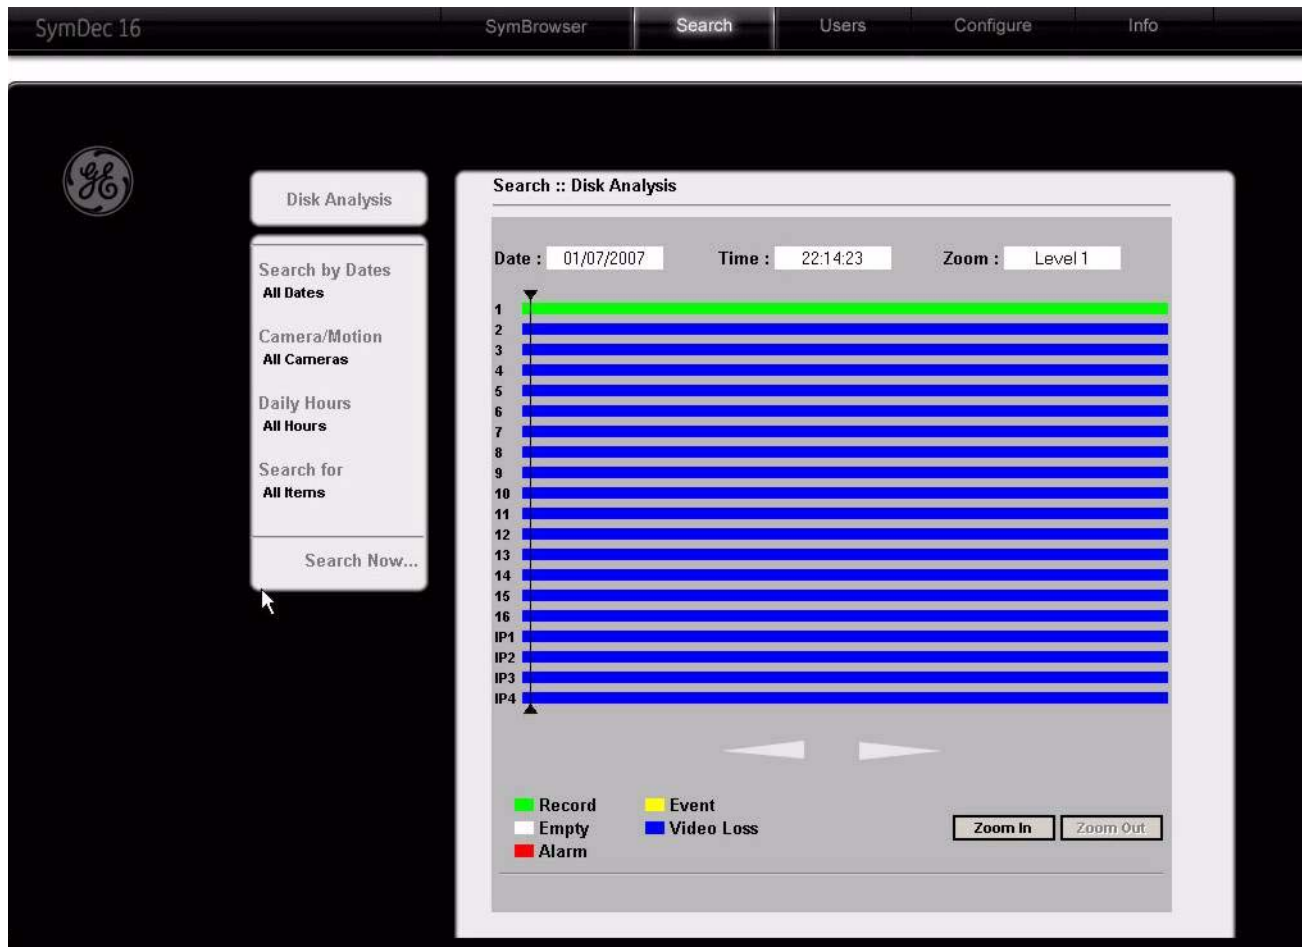 SymDec 16 SymBrowser Search Users Configure Info
GE
Disk Analysis
Search by Dates
All Dates
Camera/Motion
All Cameras
Daily Hours
All Hours
Search for
All Items
Search Now...
Search :: Disk Analysis
Date : 01/07/2007 Time : 22:14:23 Zoom : Level 1
1
2
3
4
5
6
7
8
9
10
11
12
13
14
15
16
IP1
IP2
IP3
IP4
Record Event
Empty Video Loss
Alarm
Zoom In Zoom Out